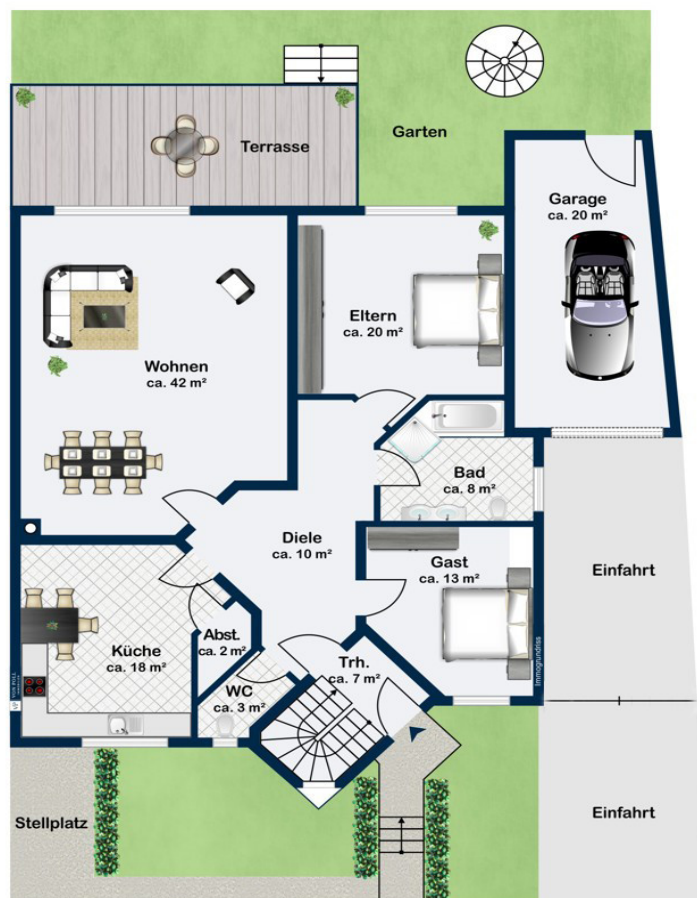 Garten
Terrasse
Garage
ca. 20 m²
Eltern
ca. 20 m²
Wohnen
ca. 42 m²
Bad
ca. 8 m²
Diele
ca. 10 m²
Gast
ca. 13 m²
Einfahrt
Küche
ca. 18 m²
Abst.
ca. 2 m²
Trh.
ca. 7 m²
WC
ca. 3 m²
Immogrundriss
Stellplatz
Einfahrt